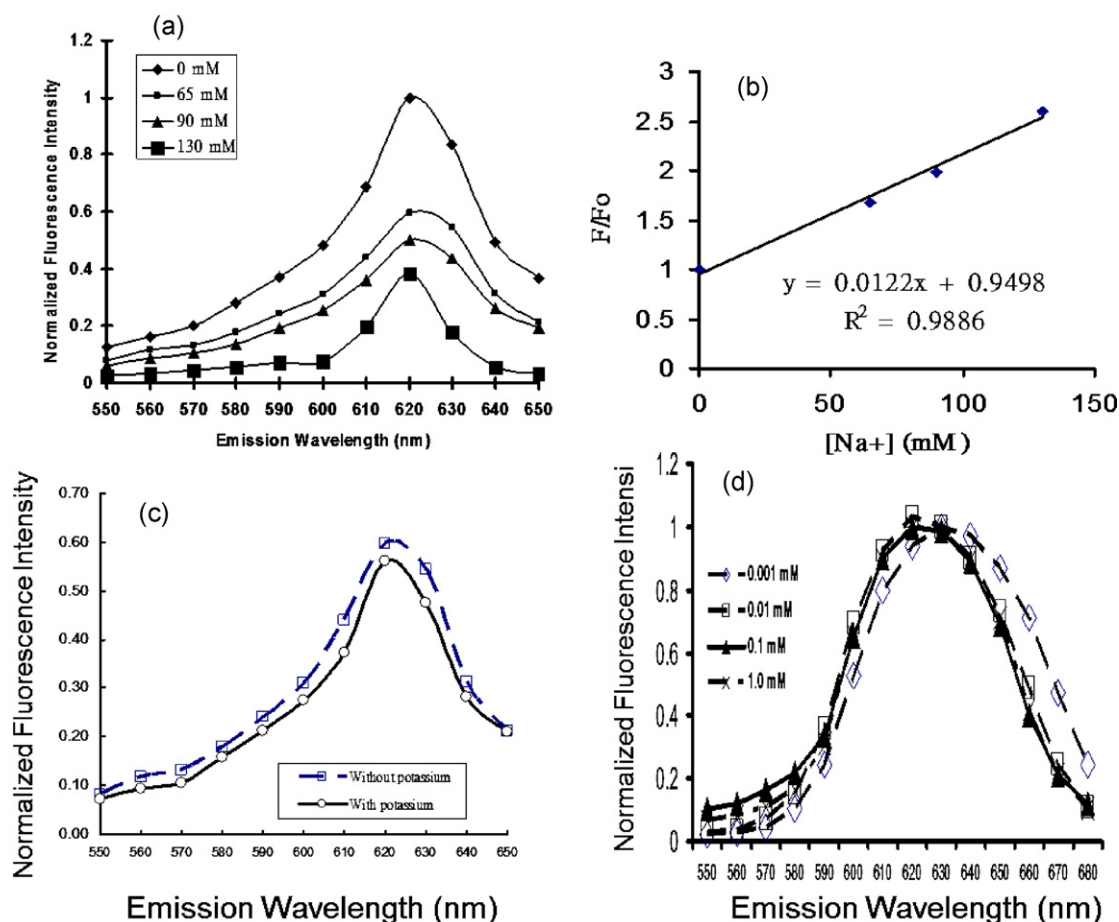 (a)
Normalized Fluorescence Intensity
1.2
1
0.8
0.6
0.4
0.2
0
0 mM
65 mM
90 mM
130 mM
550 560 570 580 590 600 610 620 630 640 650
Emission Wavelength (nm)
(b)
F/Fo
3
2.5
2
1.5
1
0.5
0
y = 0.0122x + 0.9498
R² = 0.9886
0 50 100 150
[Na+] (mM)
(c)
Normalized Fluorescence Intensity
0.70
0.60
0.50
0.40
0.30
0.20
0.10
0.00
Without potassium
With potassium
550 560 570 580 590 600 610 620 630 640 650
Emission Wavelength (nm)
(d)
Normalized Fluorescence Intensi
1.2
1
0.8
0.6
0.4
0.2
0
0.001 mM
0.01 mM
0.1 mM
1.0 mM
550 560 570 580 590 600 610 620 630 640 650 660 670 680
Emission Wavelength (nm)